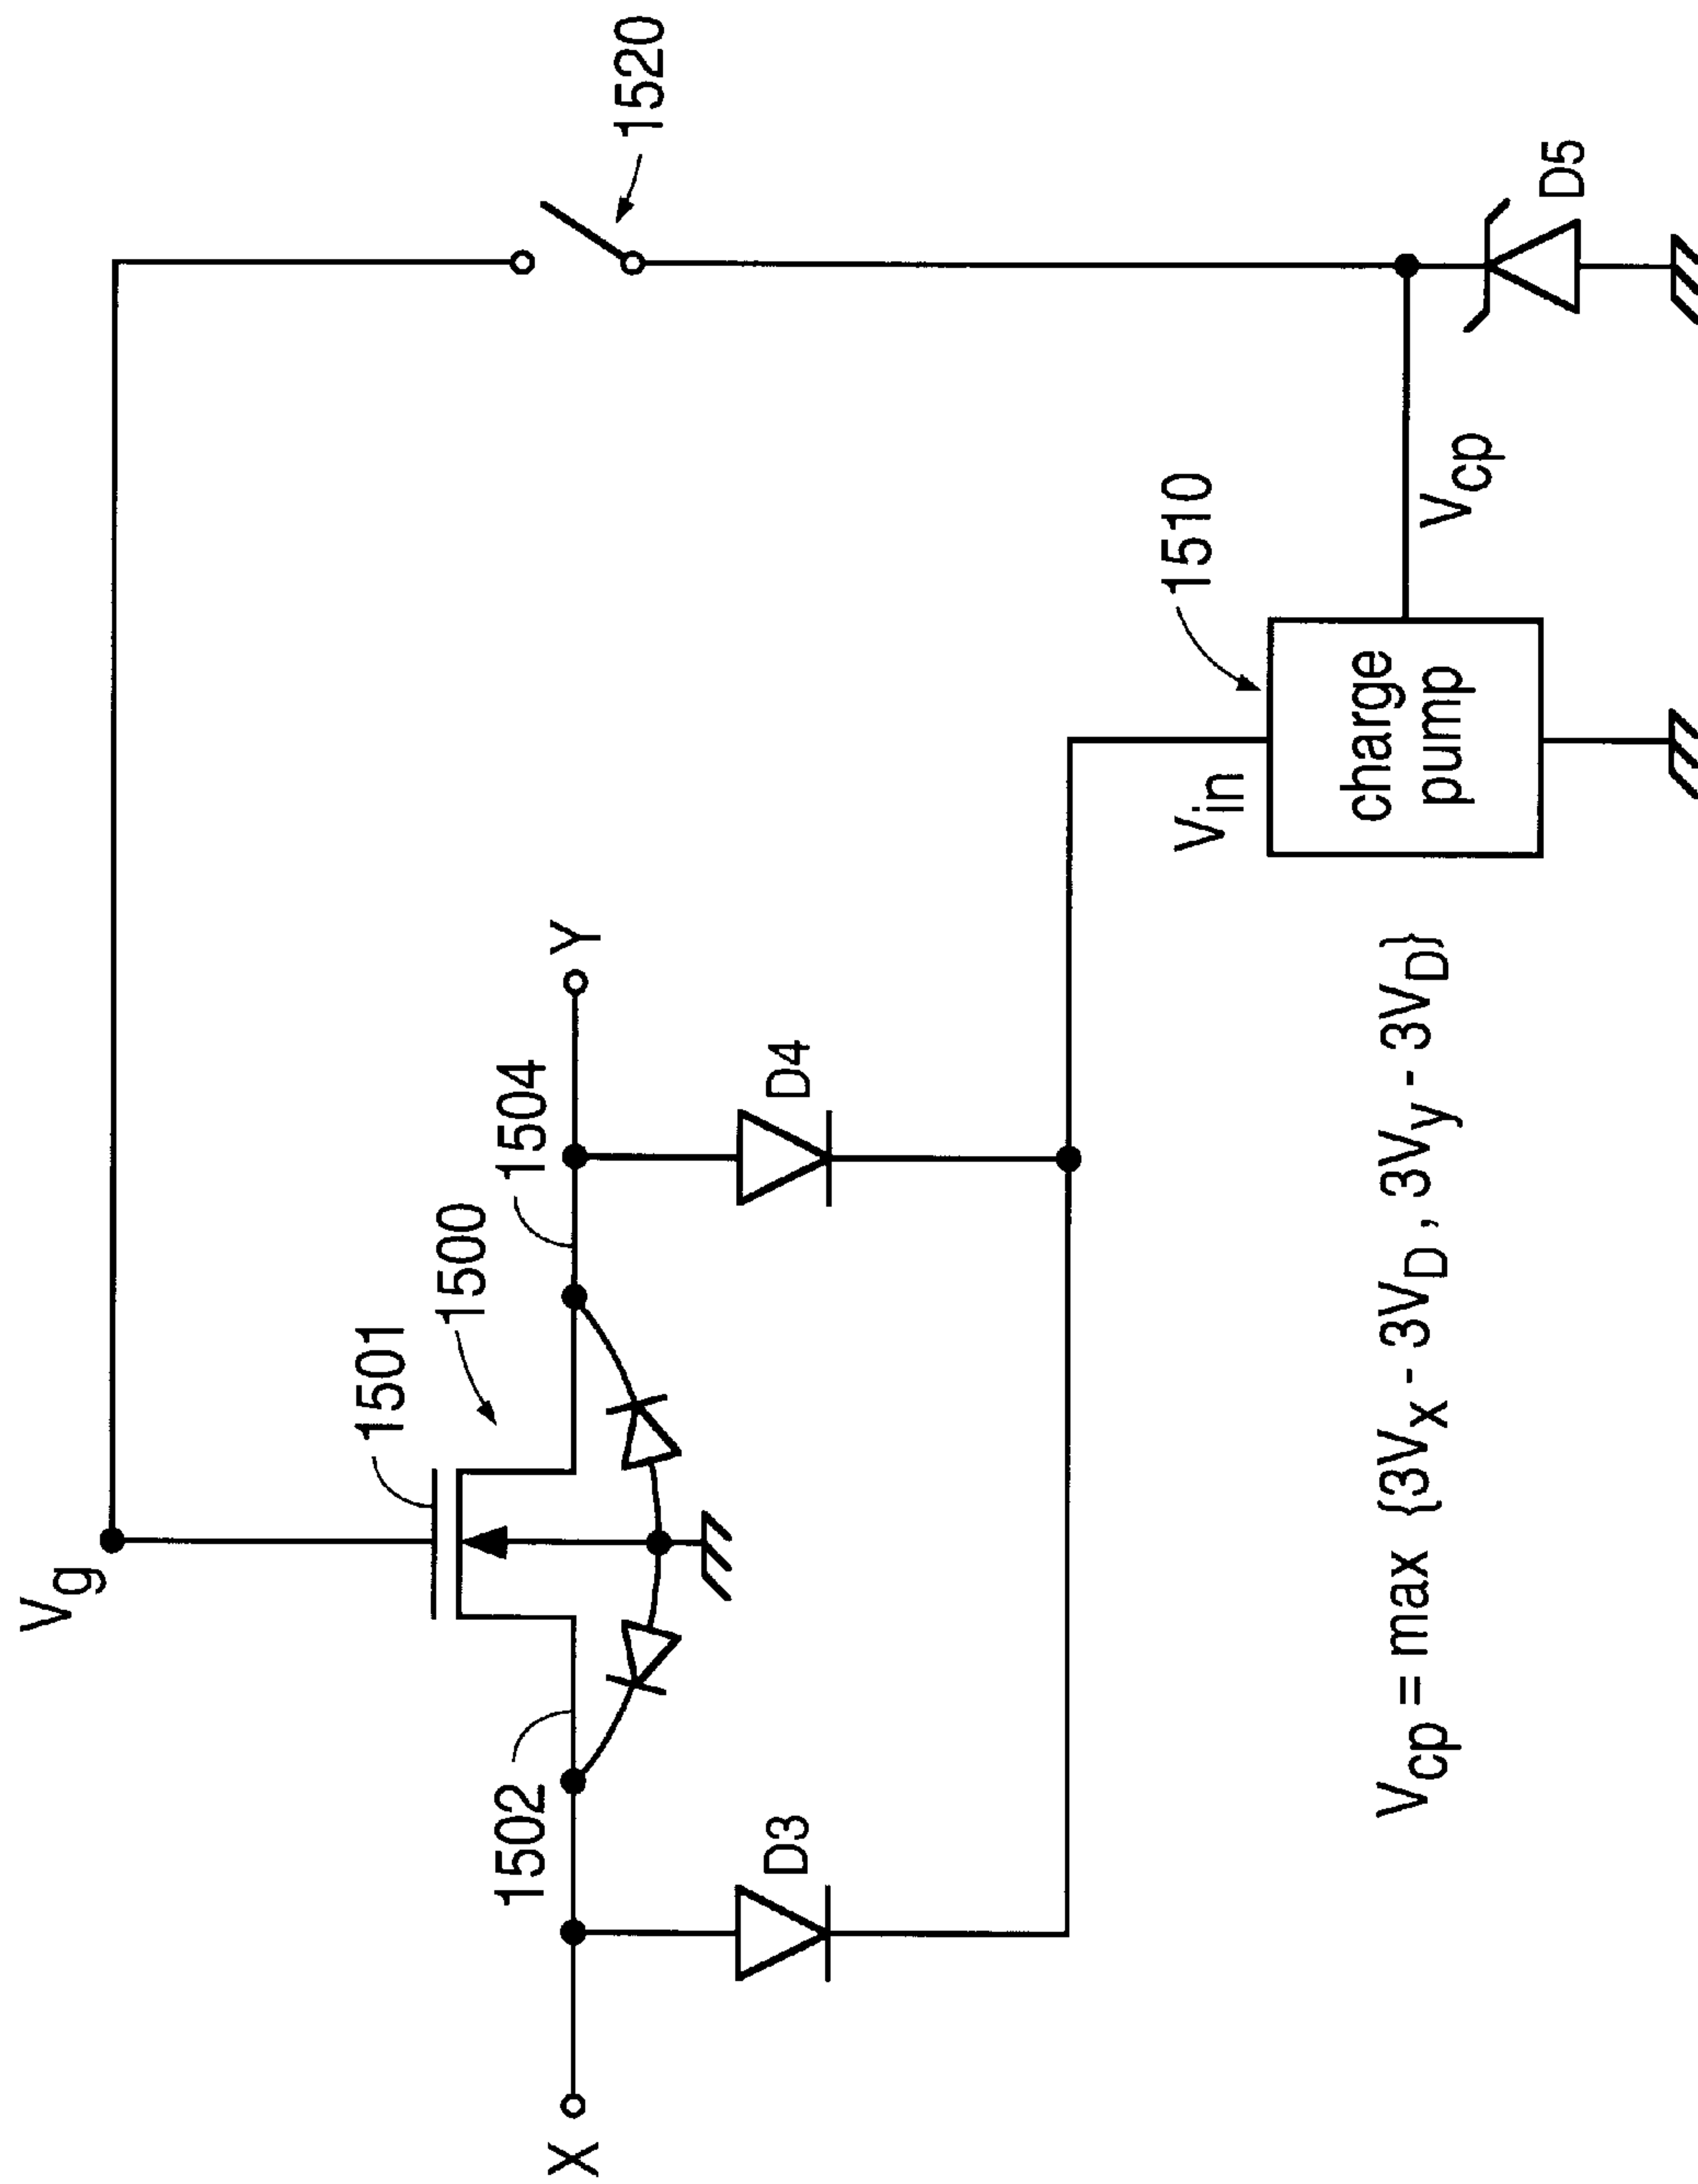 Vg
1501
1500
1520
1502
1504
X
Y
D3
D4
Vin
1510
charge
pump
Vcp
D5
Vcp = max {3Vx - 3VD , 3Vy - 3VD}